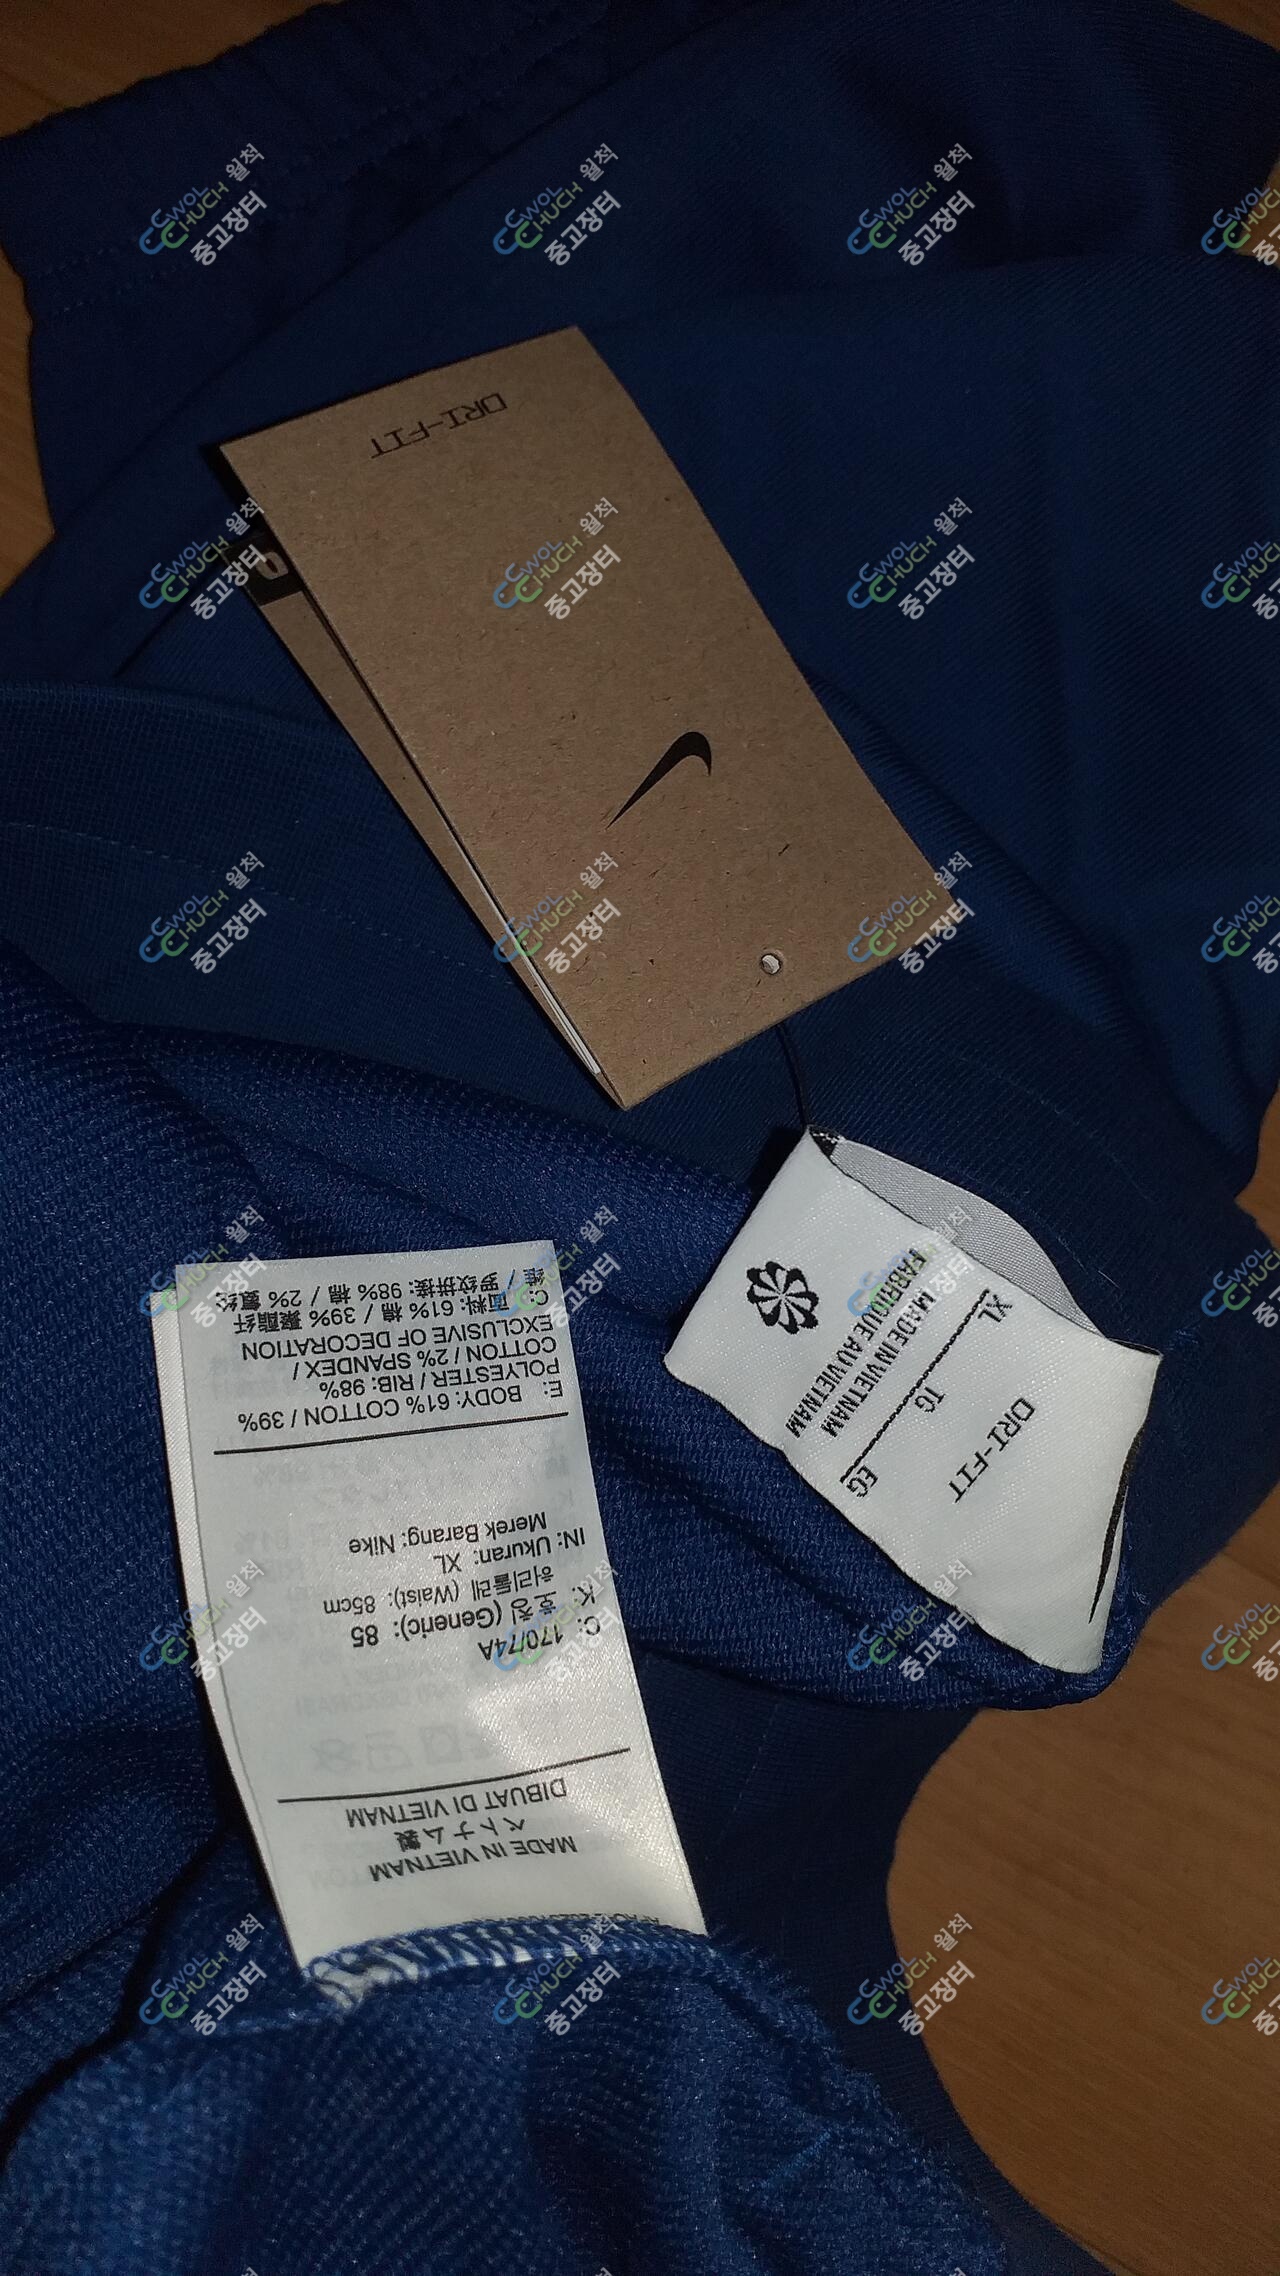 DRI-FIT
XL
TG
EG
DRI-FIT
MADE IN VIETNAM
FABRIQUE AU VIETNAM
MADE IN VIETNAM
ベトナム製
DIBUAT DI VIETNAM
C: 170/74A
K: 호칭 (Generic): 85
허리둘레 (Waist): 85cm
IN: Ukuran: XL
Merek Barang: Nike
E: BODY: 61% COTTON / 39%
POLYESTER / RIB: 98%
COTTON / 2% SPANDEX /
EXCLUSIVE OF DECORATION
C: 面料: 61% 棉 / 39% 聚酯纤
维 / 罗纹拼接: 98% 棉 / 2% 氨纶
CWOL
CHUCH 월척
중고장터